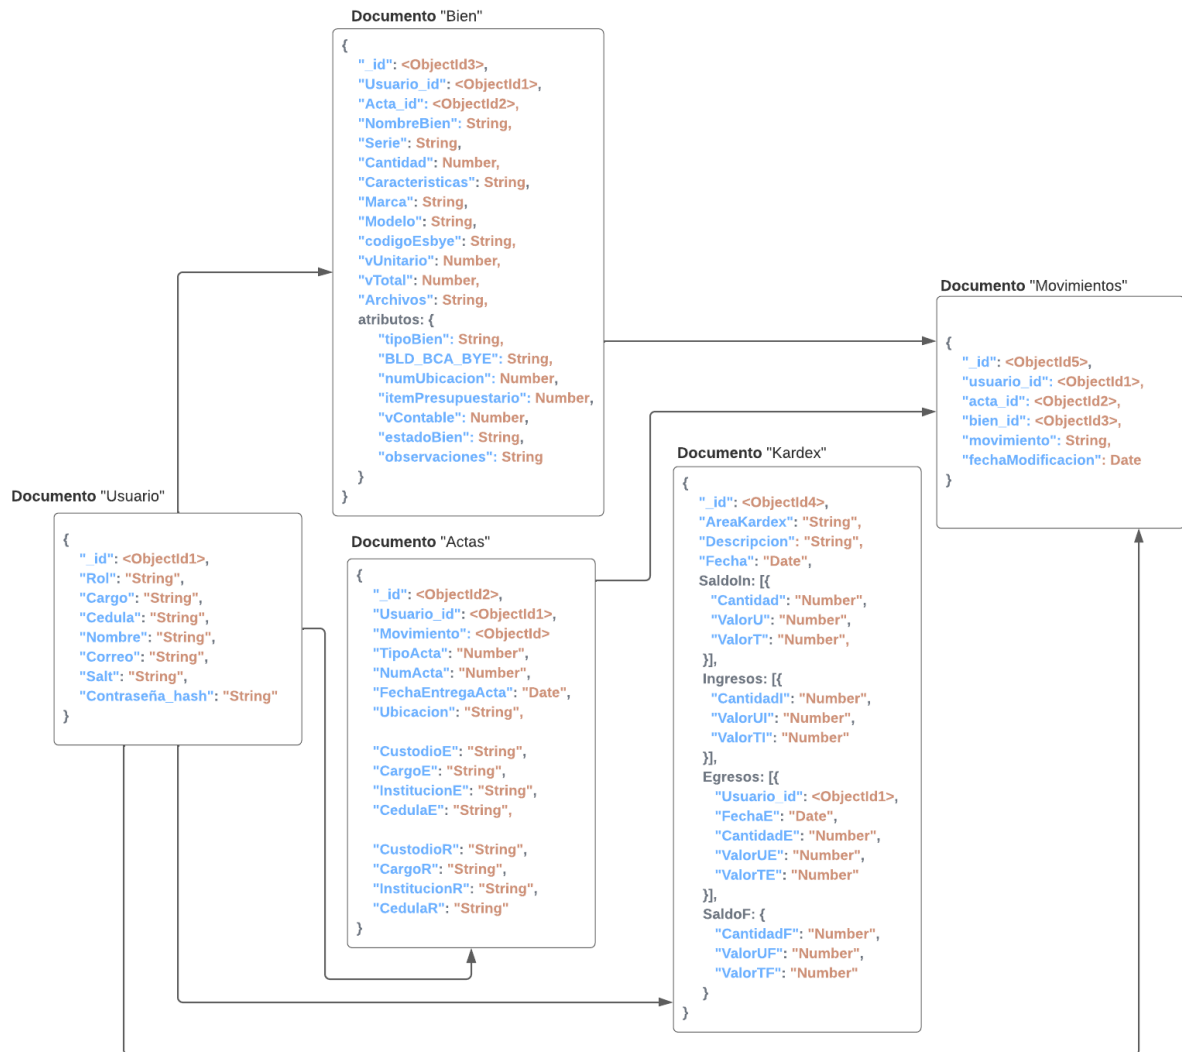 Documento "Bien"
{
"_id": <ObjectId3>,
"Usuario_id": <ObjectId1>,
"Acta_id": <ObjectId2>,
"NombreBien": String,
"Serie": String,
"Cantidad": Number,
"Caracteristicas": String,
"Marca": String,
"Modelo": String,
"codigoEsbye": String,
"vUnitario": Number,
"vTotal": Number,
"Archivos": String,
atributos: {
"tipoBien": String,
"BLD_BCA_BYE": String,
"numUbicacion": Number,
"itemPresupuestario": Number,
"vContable": Number,
"estadoBien": String,
"observaciones": String
}
}
Documento "Movimientos"
{
"_id": <ObjectId5>,
"usuario_id": <ObjectId1>,
"acta_id": <ObjectId2>,
"bien_id": <ObjectId3>,
"movimiento": String,
"fechaModificacion": Date
}
Documento "Usuario"
{
"_id": <ObjectId1>,
"Rol": "String",
"Cargo": "String",
"Cedula": "String",
"Nombre": "String",
"Correo": "String",
"Salt": "String",
"Contraseña_hash": "String"
}
Documento "Actas"
{
"_id": <ObjectId2>,
"Usuario_id": <ObjectId1>,
"Movimiento": <ObjectId>
"TipoActa": "Number",
"NumActa": "Number",
"FechaEntregaActa": "Date",
"Ubicacion": "String",
"CustodioE": "String",
"CargoE": "String",
"InstitucionE": "String",
"CedulaE": "String",
"CustodioR": "String",
"CargoR": "String",
"InstitucionR": "String",
"CedulaR": "String"
}
Documento "Kardex"
{
"_id": <ObjectId4>,
"AreaKardex": "String",
"Descripcion": "String",
"Fecha": "Date",
SaldoIn: [{
"Cantidad": "Number",
"ValorU": "Number",
"ValorT": "Number",
}],
Ingresos: [{
"CantidadI": "Number",
"ValorUI": "Number",
"ValorTI": "Number"
}],
Egresos: [{
"Usuario_id": <ObjectId1>,
"FechaE": "Date",
"CantidadE": "Number",
"ValorUE": "Number",
"ValorTE": "Number"
}],
SaldoF: {
"CantidadF": "Number",
"ValorUF": "Number",
"ValorTF": "Number"
}
}